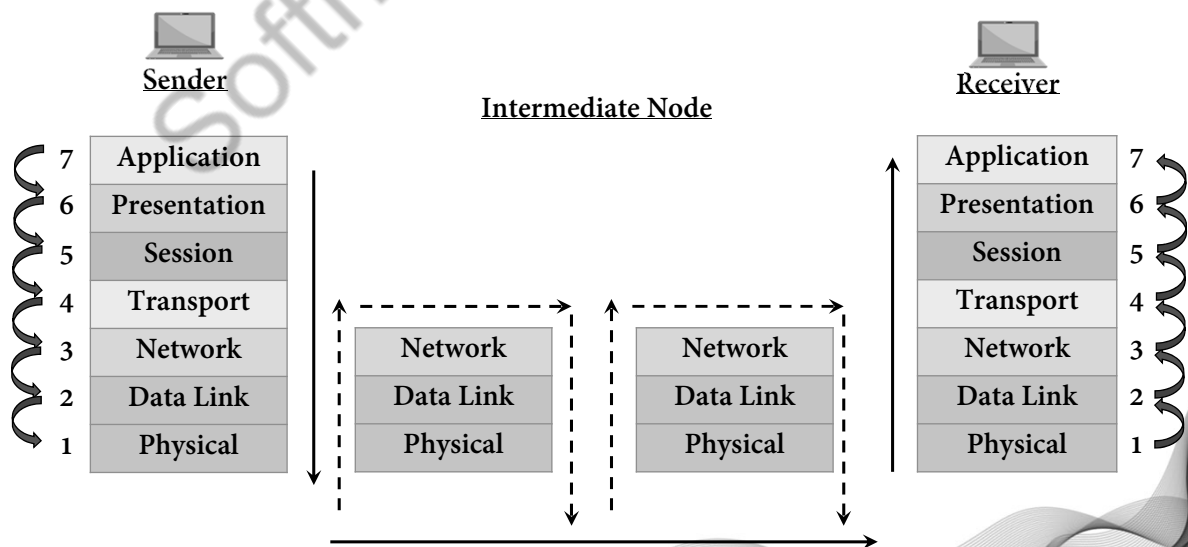 Sender
Receiver
Intermediate Node
7 Application
6 Presentation
5 Session
4 Transport
3 Network
2 Data Link
1 Physical
Network
Data Link
Physical
Network
Data Link
Physical
Application 7
Presentation 6
Session 5
Transport 4
Network 3
Data Link 2
Physical 1